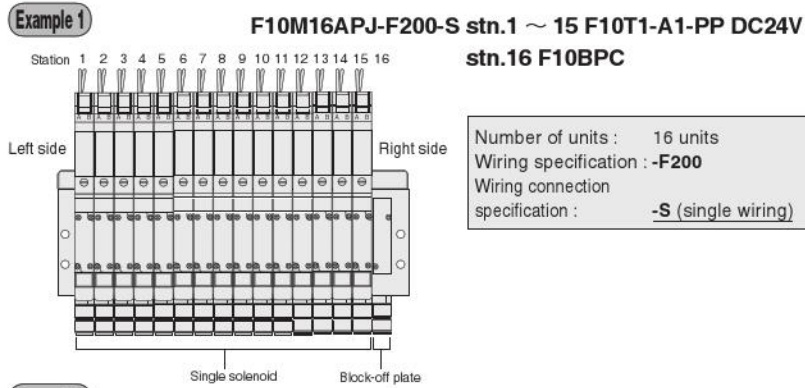 Example 1
F10M16APJ-F200-S stn.1 ～ 15 F10T1-A1-PP DC24V
stn.16 F10BPC
Station 1 2 3 4 5 6 7 8 9 10 11 12 13 14 15 16
A B A B A B A B A B A B A B A B A B A B A B A B A B A B A B
Left side
Right side
Number of units : 16 units
Wiring specification : -F200
Wiring connection
specification : -S (single wiring)
Single solenoid
Block-off plate